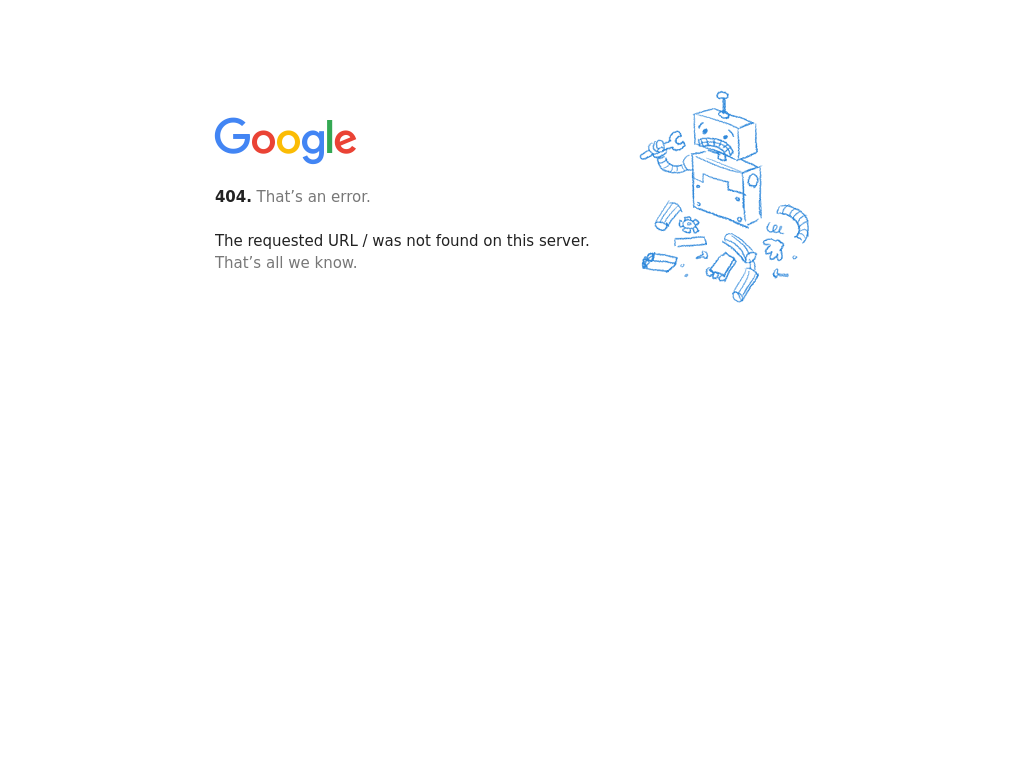 Google
404. That’s an error.
The requested URL / was not found on this server.
That’s all we know.